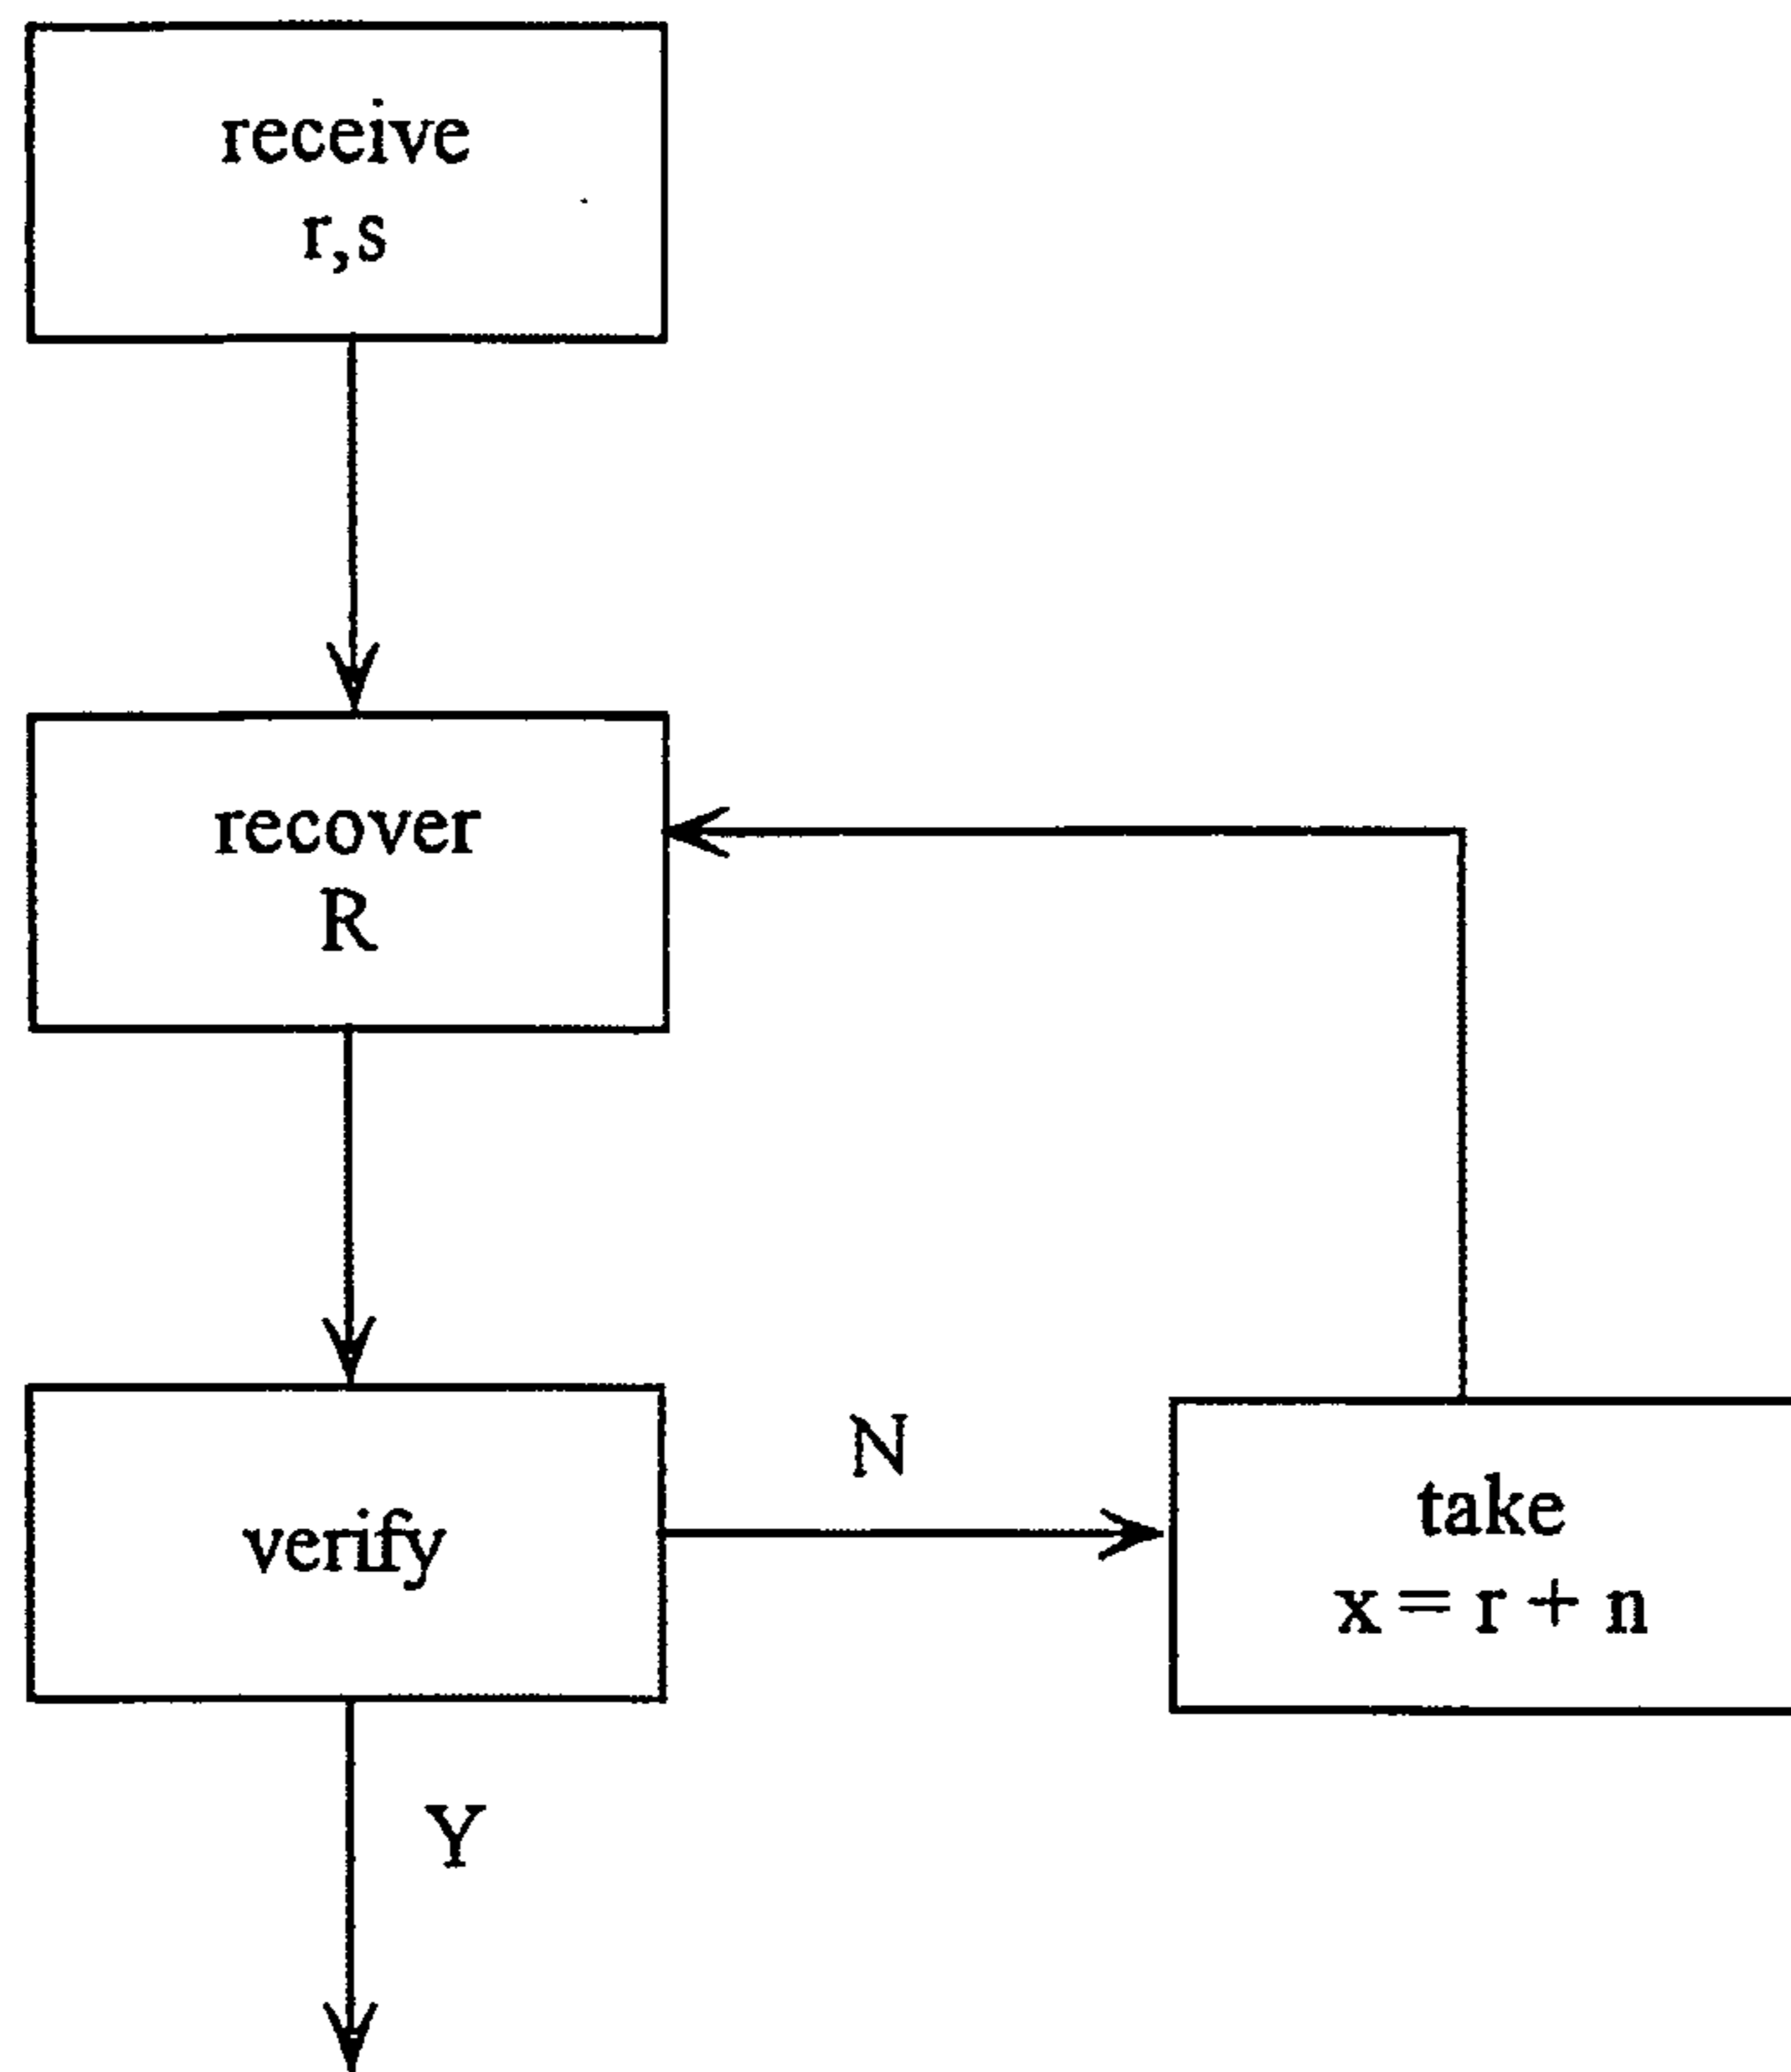 receive
r,s
recover
R
verify
N
take
x = r + n
Y